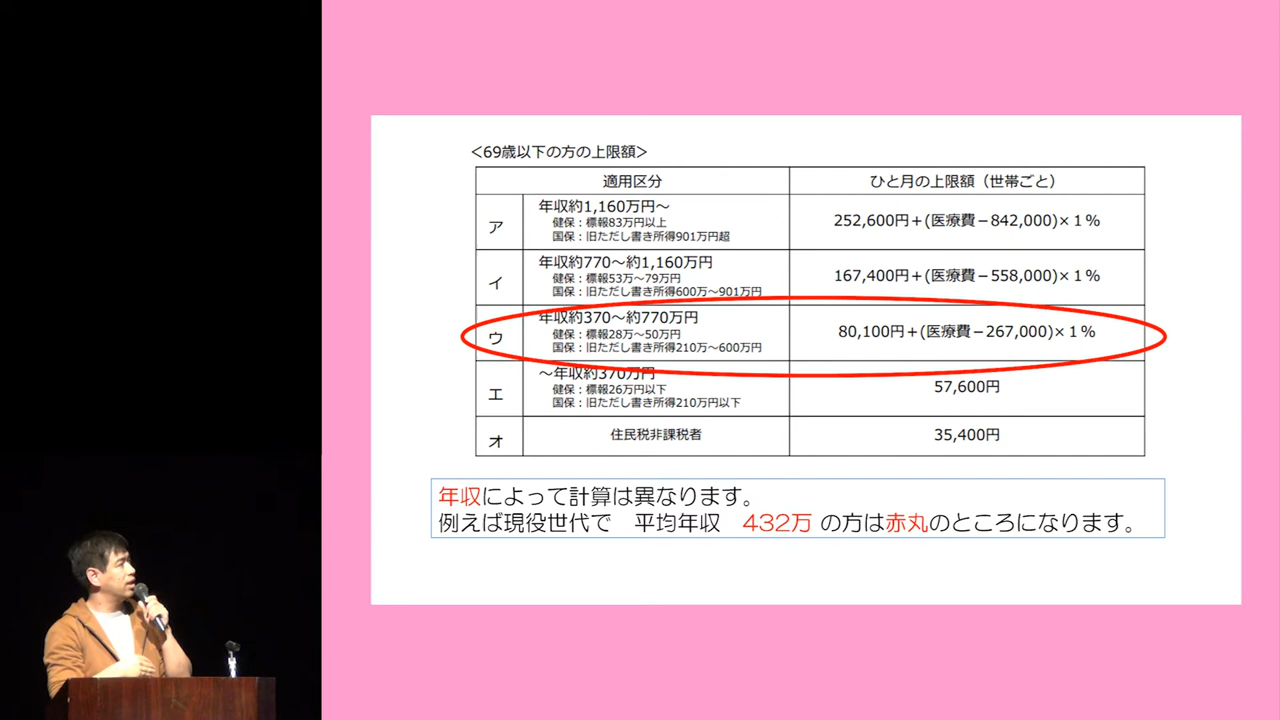 ＜69歳以下の方の上限額＞
適用区分 ひと月の上限額（世帯ごと）
ア 年収約1,160万円～
健保：標報83万円以上
国保：旧ただし書き所得901万円超
252,600円＋(医療費－842,000)×１％
イ 年収約770～約1,160万円
健保：標報53万～79万円
国保：旧ただし書き所得600万～901万円
167,400円＋(医療費－558,000)×１％
ウ 年収約370～約770万円
健保：標報28万～50万円
国保：旧ただし書き所得210万～600万円
80,100円＋(医療費－267,000)×１％
エ ～年収約370万円
健保：標報26万円以下
国保：旧ただし書き所得210万円以下
57,600円
オ 住民税非課税者 35,400円
年収によって計算は異なります。
例えば現役世代で 平均年収 432万 の方は赤丸のところになります。